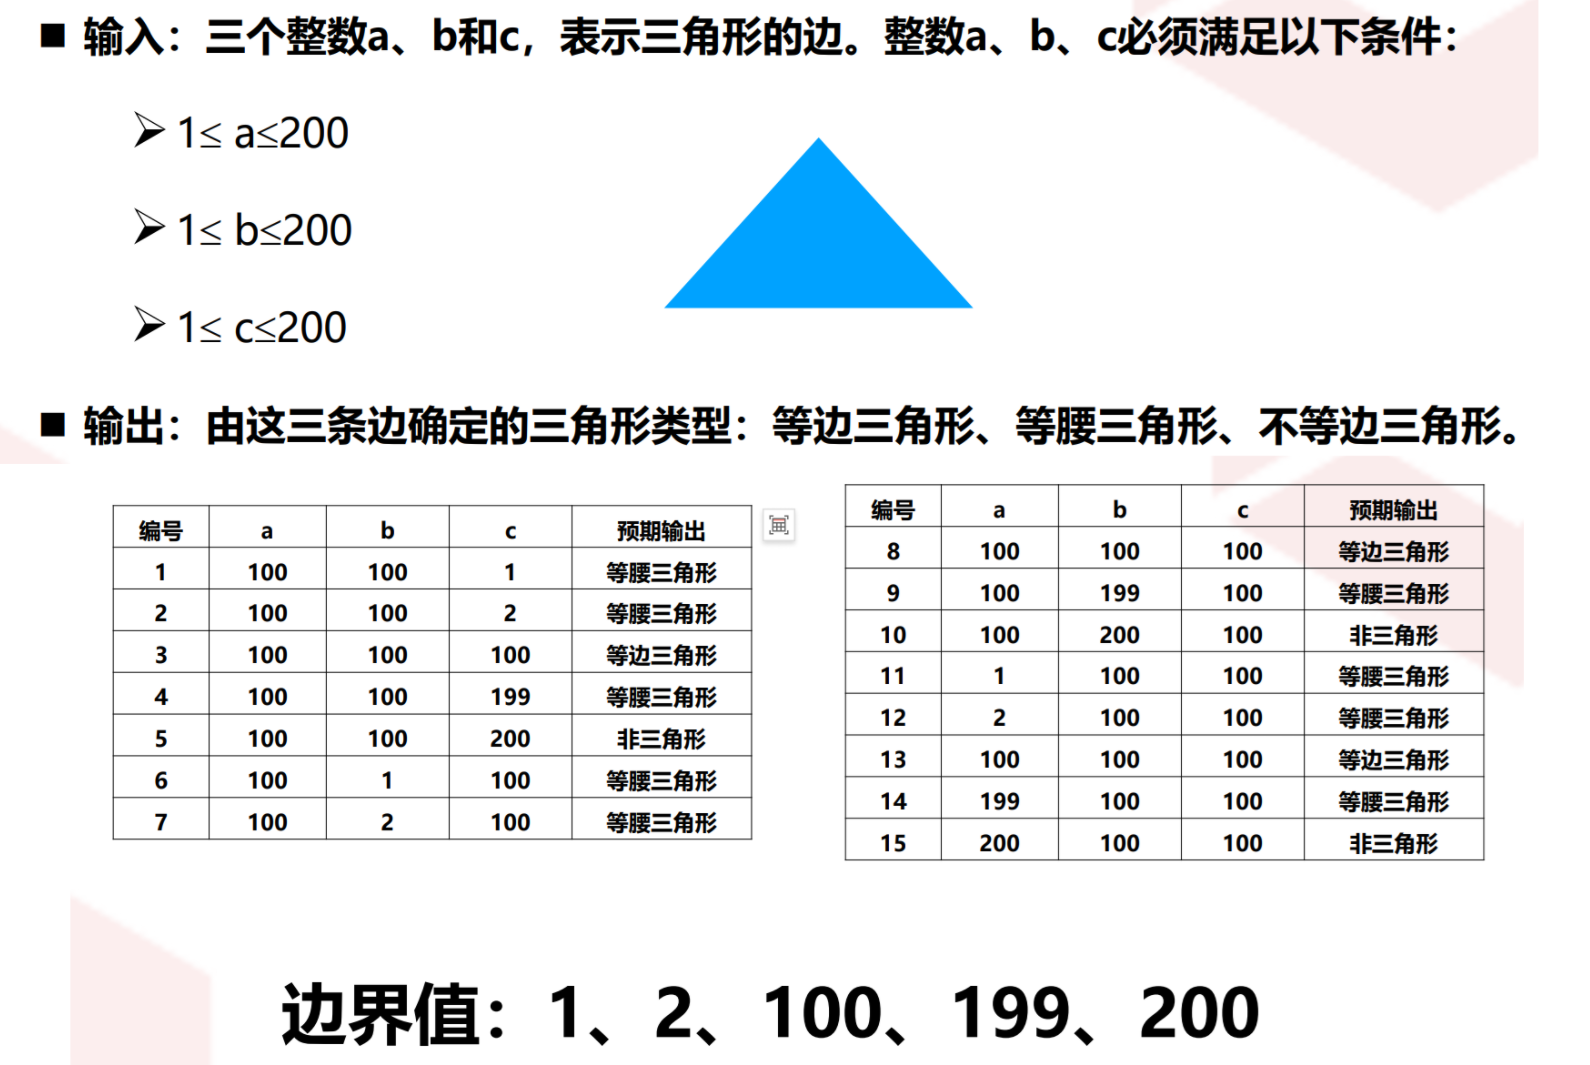 ■ 输入：三个整数a、b和c，表示三角形的边。整数a、b、c必须满足以下条件：
➢ 1≤ a≤200
➢ 1≤ b≤200
➢ 1≤ c≤200
■ 输出：由这三条边确定的三角形类型：等边三角形、等腰三角形、不等边三角形。
编号 a b c 预期输出
1 100 100 1 等腰三角形
2 100 100 2 等腰三角形
3 100 100 100 等边三角形
4 100 100 199 等腰三角形
5 100 100 200 非三角形
6 100 1 100 等腰三角形
7 100 2 100 等腰三角形
编号 a b c 预期输出
8 100 100 100 等边三角形
9 100 199 100 等腰三角形
10 100 200 100 非三角形
11 1 100 100 等腰三角形
12 2 100 100 等腰三角形
13 100 100 100 等边三角形
14 199 100 100 等腰三角形
15 200 100 100 非三角形
边界值：1、2、100、199、200